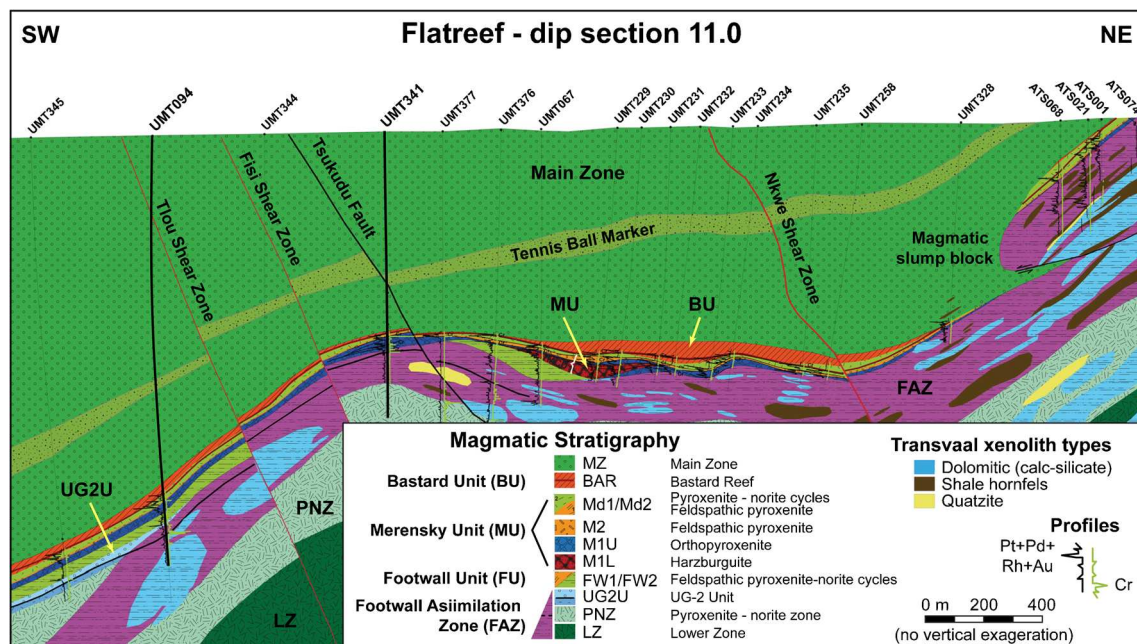 SW
Flatreef - dip section 11.0
NE
UMT345
UMT094
UMT344
UMT341
UMT377
UMT376
UMT067
UMT229
UMT230
UMT231
UMT232
UMT233
UMT234
UMT235
UMT258
UMT328
ATS068
ATS021
ATS001
ATS074
Tlou Shear Zone
Fisi Shear Zone
Tsukudu Fault
Main Zone
Tennis Ball Marker
Nkwe Shear Zone
Magmatic
slump block
MU
BU
FAZ
UG2U
PNZ
LZ
Magmatic Stratigraphy
MZ Main Zone
Bastard Unit (BU) BAR Bastard Reef
Md1/Md2 Pyroxenite - norite cycles
Feldspathic pyroxenite
Merensky Unit (MU) M2 Feldspathic pyroxenite
M1U Orthopyroxenite
M1L Harzburguite
Footwall Unit (FU) FW1/FW2 Feldspathic pyroxenite-norite cycles
UG2U UG-2 Unit
Footwall Asiimilation
Zone (FAZ) PNZ Pyroxenite - norite zone
LZ Lower Zone
Transvaal xenolith types
Dolomitic (calc-silicate)
Shale hornfels
Quatzite
Profiles
Pt+Pd+
Rh+Au
Cr
0 m 200 400
(no vertical exageration)